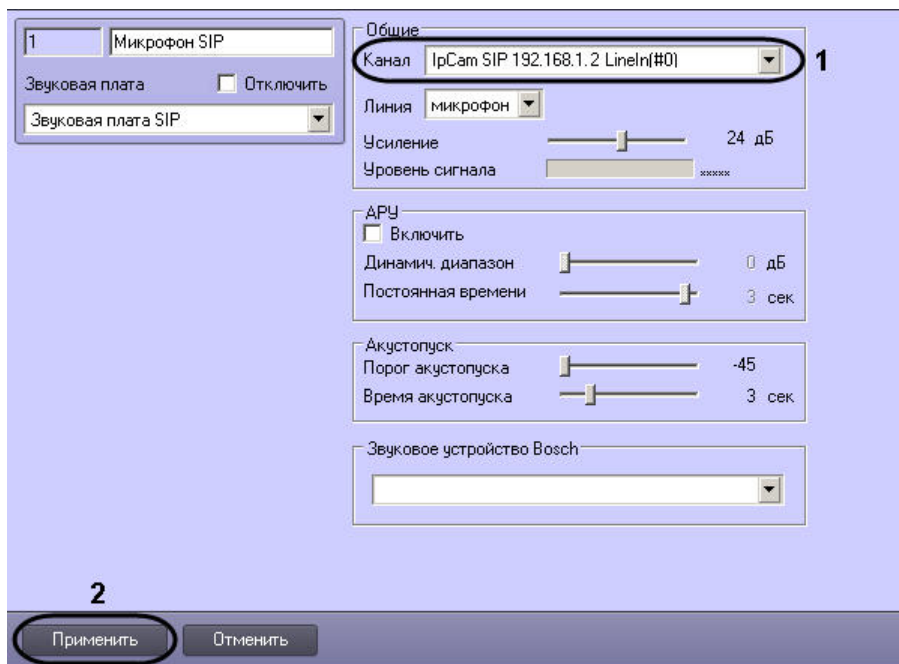 1 Микрофон SIP
Звуковая плата Отключить
Звуковая плата SIP
Общие
Канал IpCam SIP 192.168.1.2 LineIn(#0) 1
Линия микрофон
Усиление 24 дБ
Уровень сигнала xxxxx
АРУ
Включить
Динамич. диапазон 0 дБ
Постоянная времени 3 сек
Акустопуск
Порог акустопуска -45
Время акустопуска 3 сек
Звуковое устройство Bosch
2
Применить Отменить